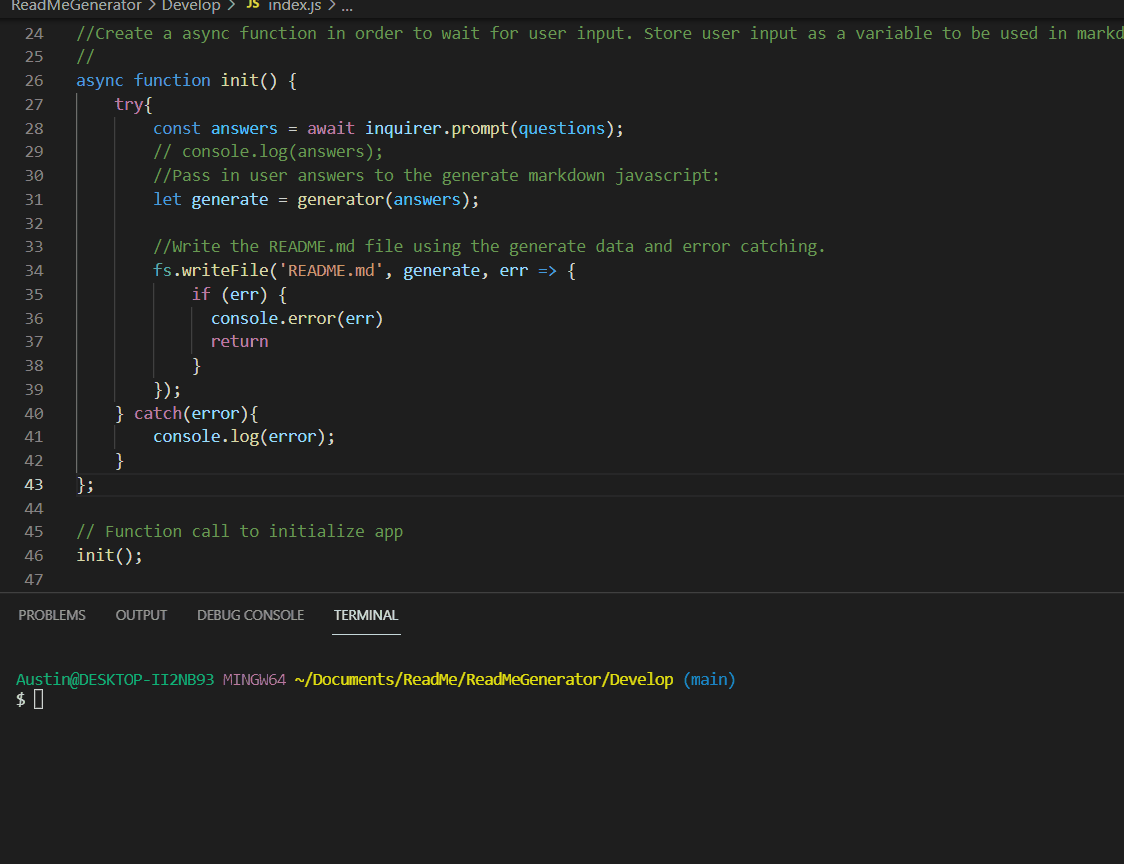 ReadMeGenerator > Develop > JS index.js > ...
24 //Create a async function in order to wait for user input. Store user input as a variable to be used in markd
25 //
26 async function init() {
27 try{
28 const answers = await inquirer.prompt(questions);
29 // console.log(answers);
30 //Pass in user answers to the generate markdown javascript:
31 let generate = generator(answers);
32
33 //Write the README.md file using the generate data and error catching.
34 fs.writeFile('README.md', generate, err => {
35 if (err) {
36 console.error(err)
37 return
38 }
39 });
40 } catch(error){
41 console.log(error);
42 }
43 };
44
45 // Function call to initialize app
46 init();
47
PROBLEMS OUTPUT DEBUG CONSOLE TERMINAL
Austin@DESKTOP-II2NB93 MINGW64 ~/Documents/ReadMe/ReadMeGenerator/Develop (main)
$